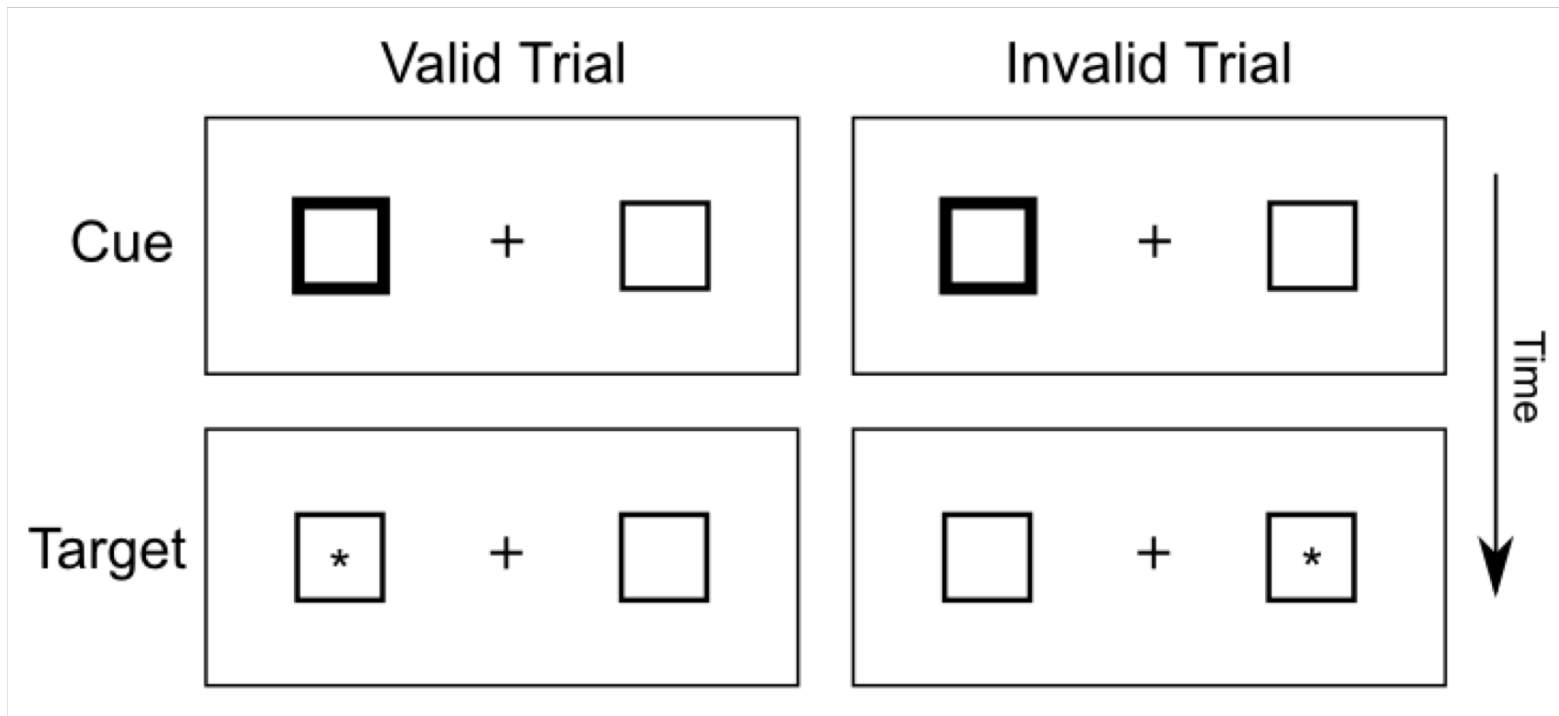 Valid Trial
Invalid Trial
Cue
+
+
Time
Target
*
+
+
*